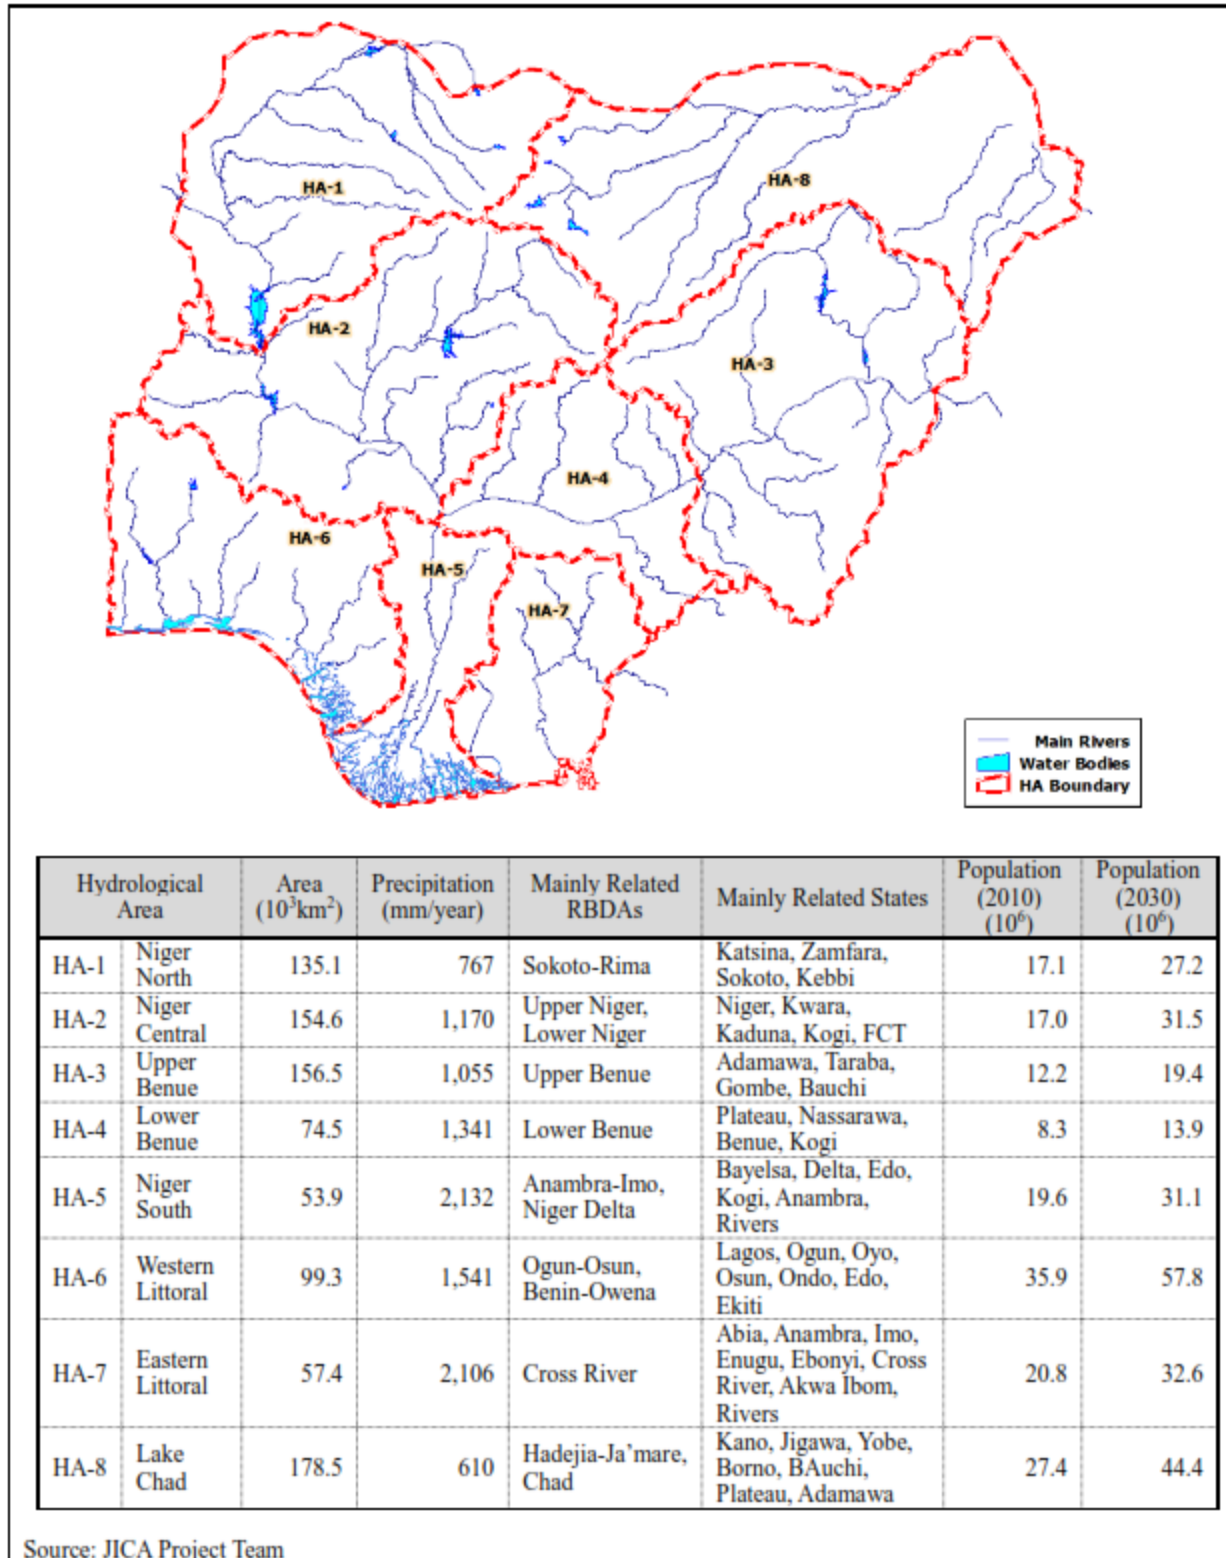 HA-1
HA-8
HA-2
HA-3
HA-4
HA-6
HA-5
HA-7
Main Rivers
Water Bodies
HA Boundary
Hydrological Area | Area (10³km²) | Precipitation (mm/year) | Mainly Related RBDAs | Mainly Related States | Population (2010) (10⁶) | Population (2030) (10⁶)
HA-1 | Niger North | 135.1 | 767 | Sokoto-Rima | Katsina, Zamfara, Sokoto, Kebbi | 17.1 | 27.2
HA-2 | Niger Central | 154.6 | 1,170 | Upper Niger, Lower Niger | Niger, Kwara, Kaduna, Kogi, FCT | 17.0 | 31.5
HA-3 | Upper Benue | 156.5 | 1,055 | Upper Benue | Adamawa, Taraba, Gombe, Bauchi | 12.2 | 19.4
HA-4 | Lower Benue | 74.5 | 1,341 | Lower Benue | Plateau, Nassarawa, Benue, Kogi | 8.3 | 13.9
HA-5 | Niger South | 53.9 | 2,132 | Anambra-Imo, Niger Delta | Bayelsa, Delta, Edo, Kogi, Anambra, Rivers | 19.6 | 31.1
HA-6 | Western Littoral | 99.3 | 1,541 | Ogun-Osun, Benin-Owena | Lagos, Ogun, Oyo, Osun, Ondo, Edo, Ekiti | 35.9 | 57.8
HA-7 | Eastern Littoral | 57.4 | 2,106 | Cross River | Abia, Anambra, Imo, Enugu, Ebonyi, Cross River, Akwa Ibom, Rivers | 20.8 | 32.6
HA-8 | Lake Chad | 178.5 | 610 | Hadejia-Ja’mare, Chad | Kano, Jigawa, Yobe, Borno, BAuchi, Plateau, Adamawa | 27.4 | 44.4
Source: JICA Project Team